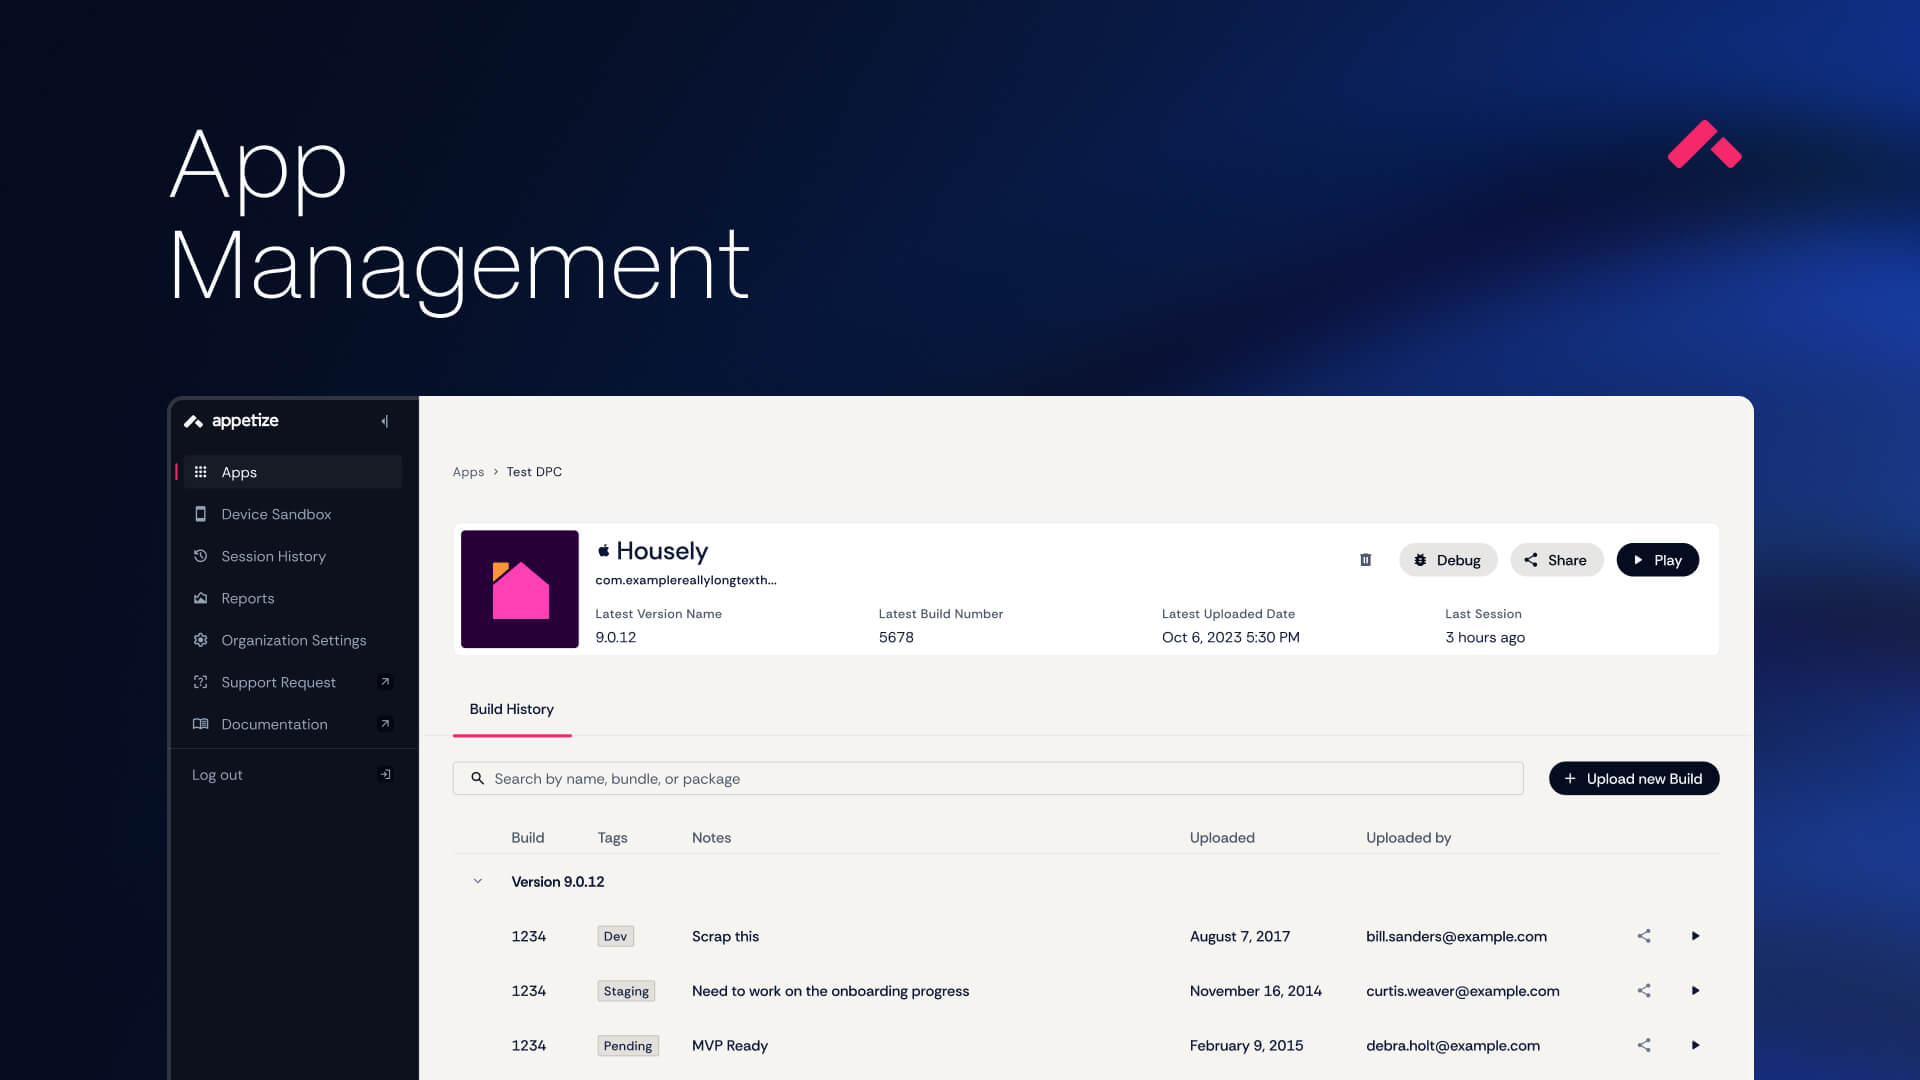 App
Management
appetize
Apps
Device Sandbox
Session History
Reports
Organization Settings
Support Request
Documentation
Log out
Apps > Test DPC
Housely
com.examplereallylongtexth...
Debug
Share
Play
Latest Version Name
9.0.12
Latest Build Number
5678
Latest Uploaded Date
Oct 6, 2023 5:30 PM
Last Session
3 hours ago
Build History
Search by name, bundle, or package
+ Upload new Build
Build Tags Notes Uploaded Uploaded by
Version 9.0.12
1234 Dev Scrap this August 7, 2017 bill.sanders@example.com
1234 Staging Need to work on the onboarding progress November 16, 2014 curtis.weaver@example.com
1234 Pending MVP Ready February 9, 2015 debra.holt@example.com